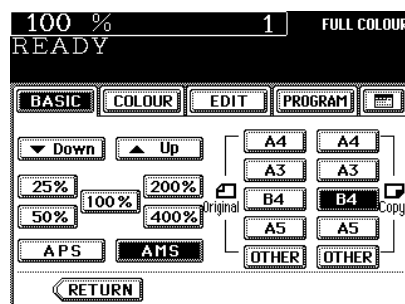 100 % 1 FULL COLOUR
READY
BASIC COLOUR EDIT PROGRAM
Down Up A4 A4
A3 A3
25% 100% 200% Original B4 B4 Copy
50% 400% A5 A5
APS AMS OTHER OTHER
RETURN